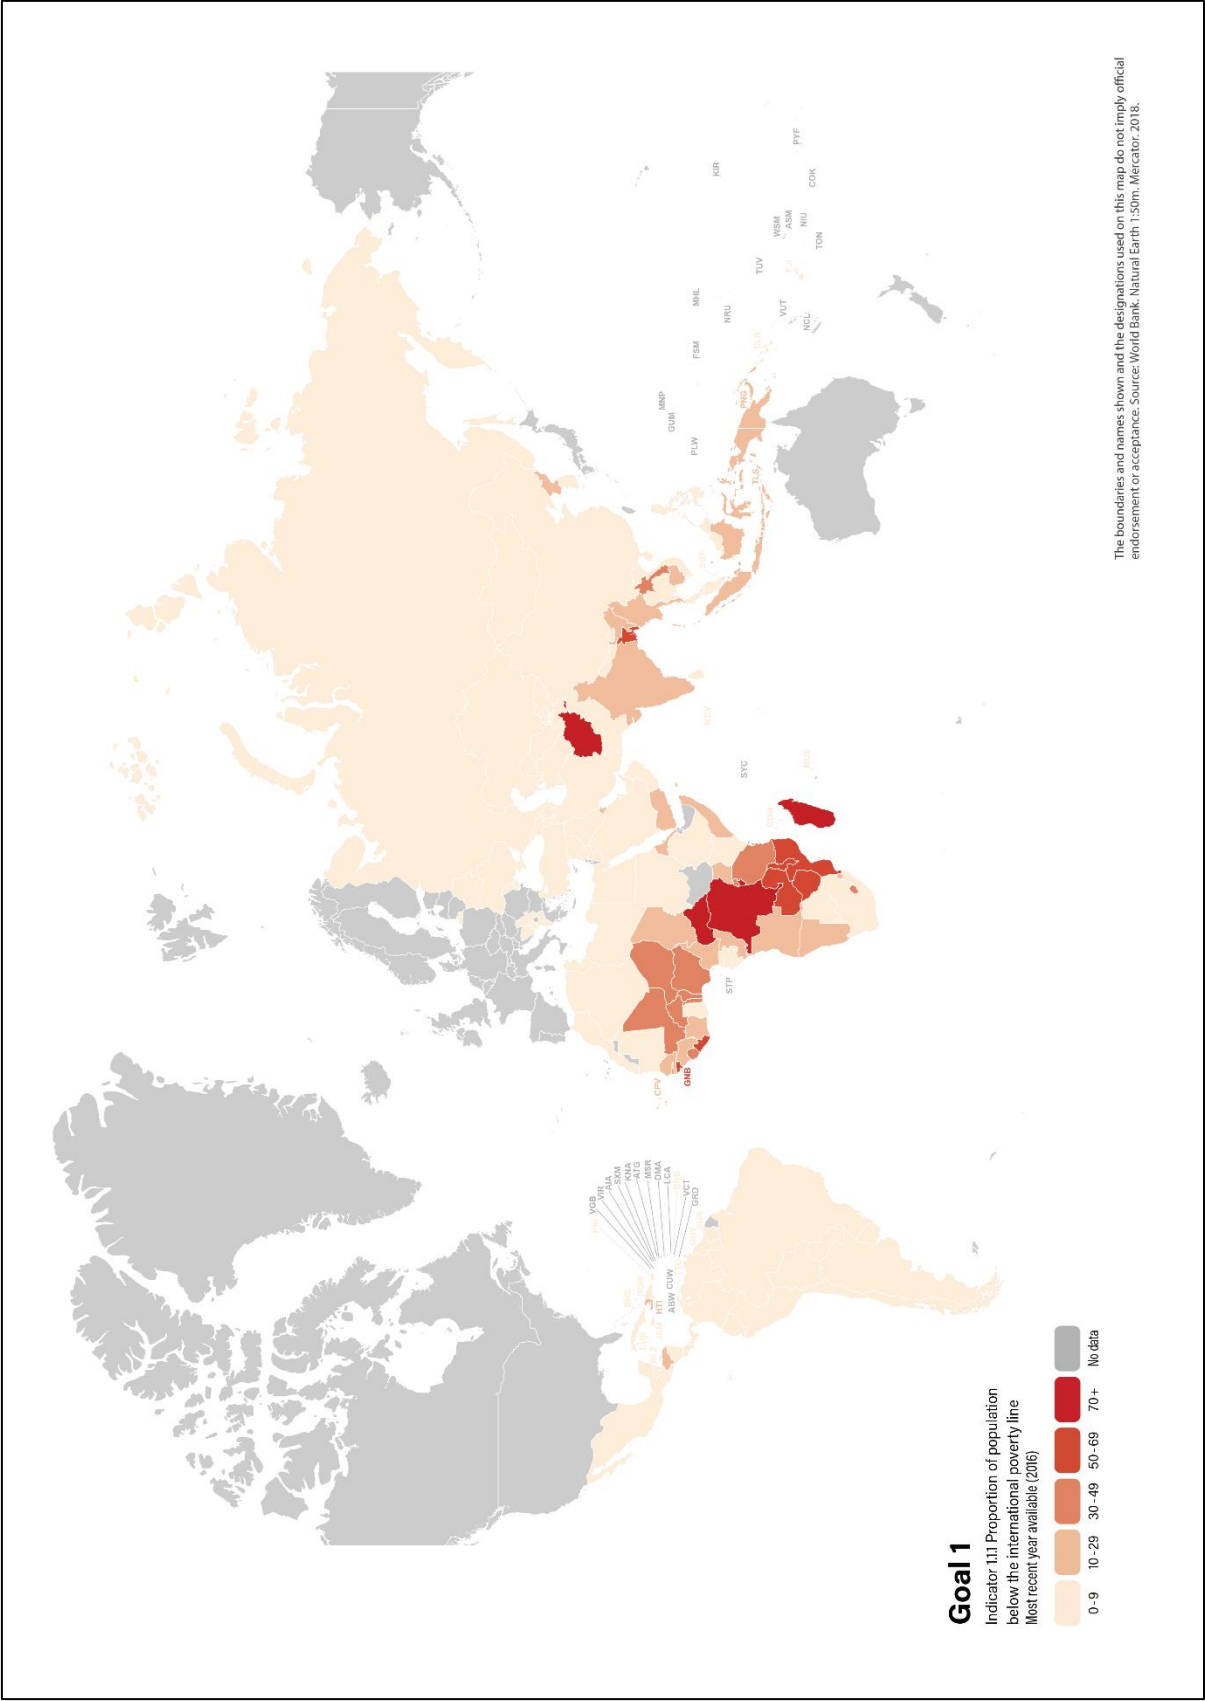 Goal 1
Indicator 1.1.1 Proportion of population
below the international poverty line
Most recent year available (2016)
0-9
10-29
30-49
50-69
70+
No data
VGB
VIR
AIA
SXM
KNA
ATG
MSR
DMA
LCA
VCT
GRD
HTI
ABW CUW
CPV
GNB
STP
SYC
MNP
GUM
PLW
FSM
MHL
NRU
KIR
TUV
VUT
NCL
WSM
ASM
NIU
TON
COK
PYF
PNG
TLS
The boundaries and names shown and the designations used on this map do not imply official
endorsement or acceptance. Source: World Bank. Natural Earth 1:50m. Mercator. 2018.